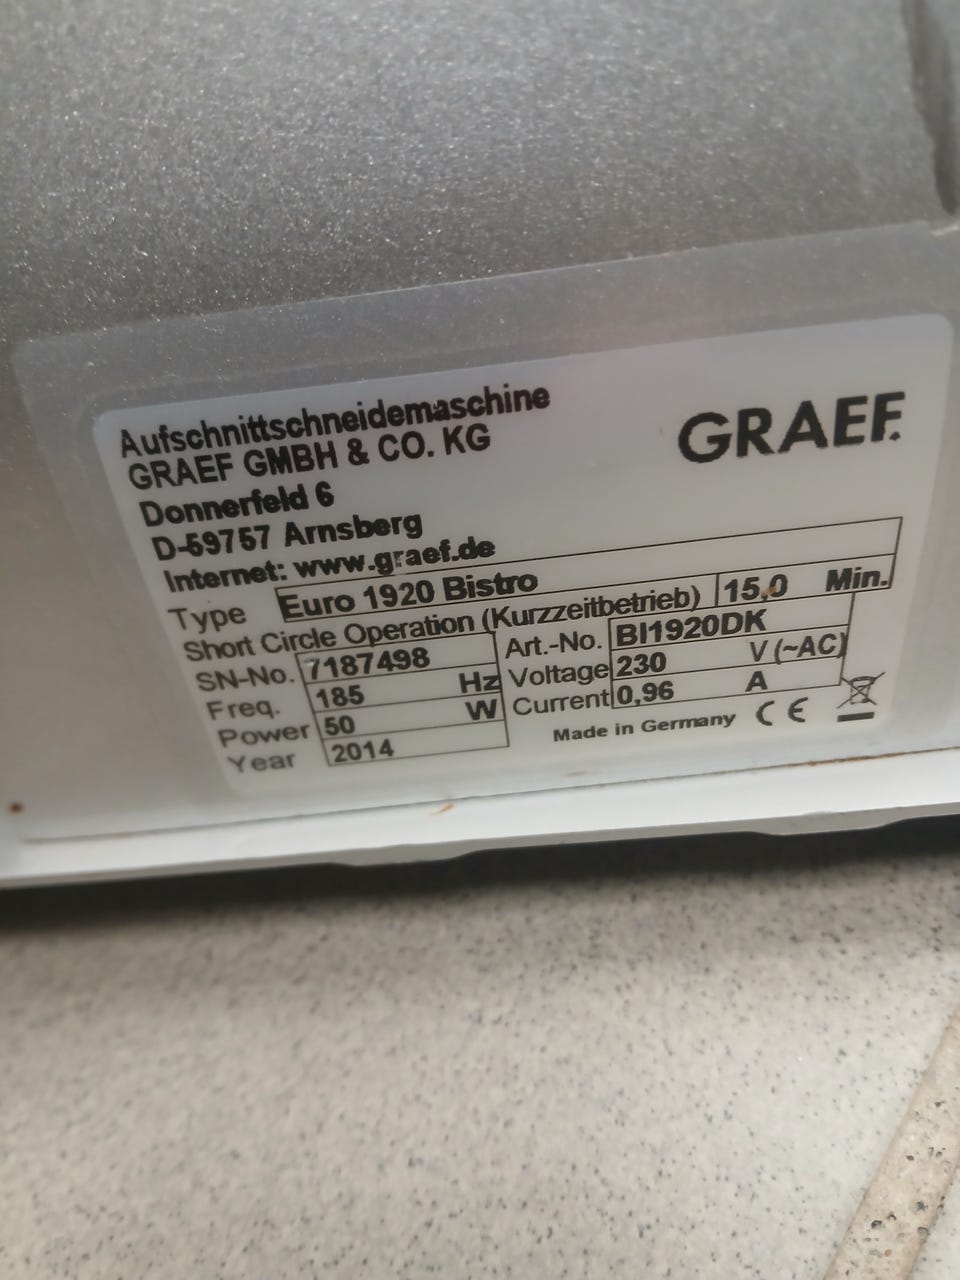 Aufschnittschneidemaschine
GRAEF GMBH & CO. KG
GRAEF.
Donnerfeld 6
D-59757 Arnsberg
Internet: www.graef.de
Type Euro 1920 Bistro
Short Circle Operation (Kurzzeitbetrieb) 15,0 Min.
SN-No. 7187498 Art.-No. BI1920DK
Freq. 185 Hz Voltage 230 V (~AC)
Power 50 W Current 0,96 A
Year 2014 Made in Germany CE